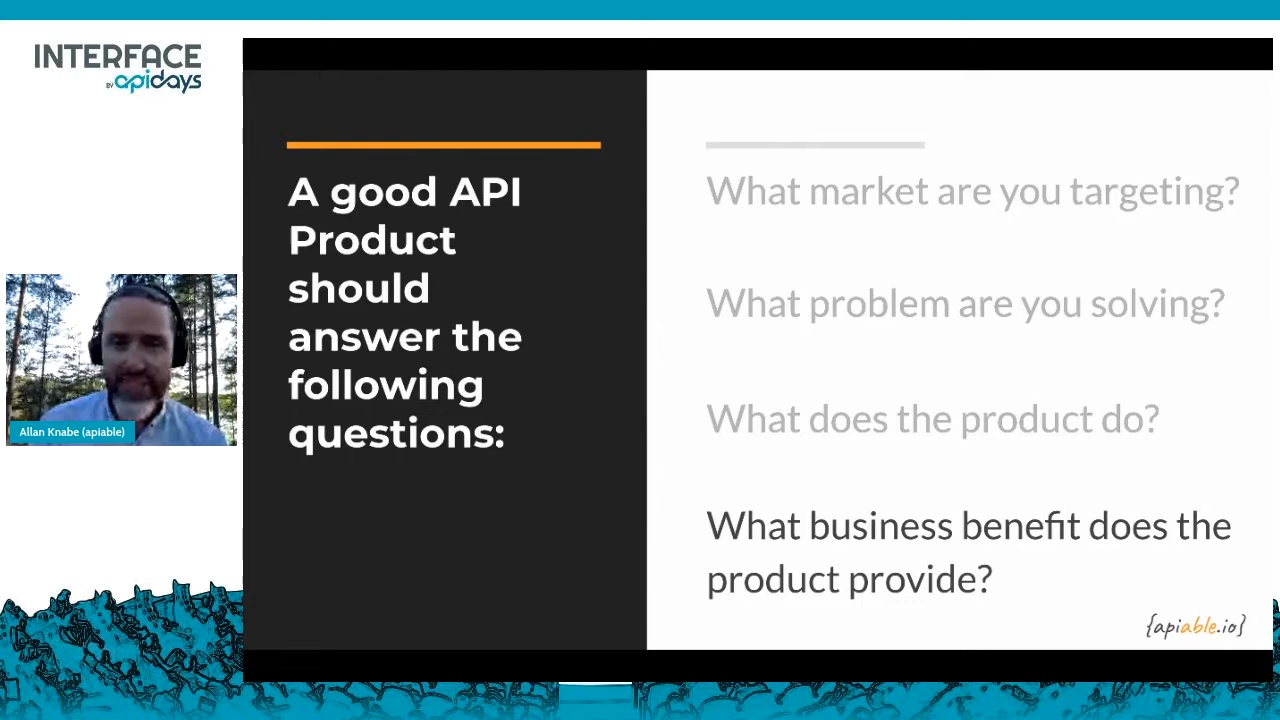 INTERFACE
BY apidays
A good API
Product
should
answer the
following
questions:
What market are you targeting?
What problem are you solving?
What does the product do?
What business benefit does the
product provide?
{apiable.io}
Allan Knabe (apiable)